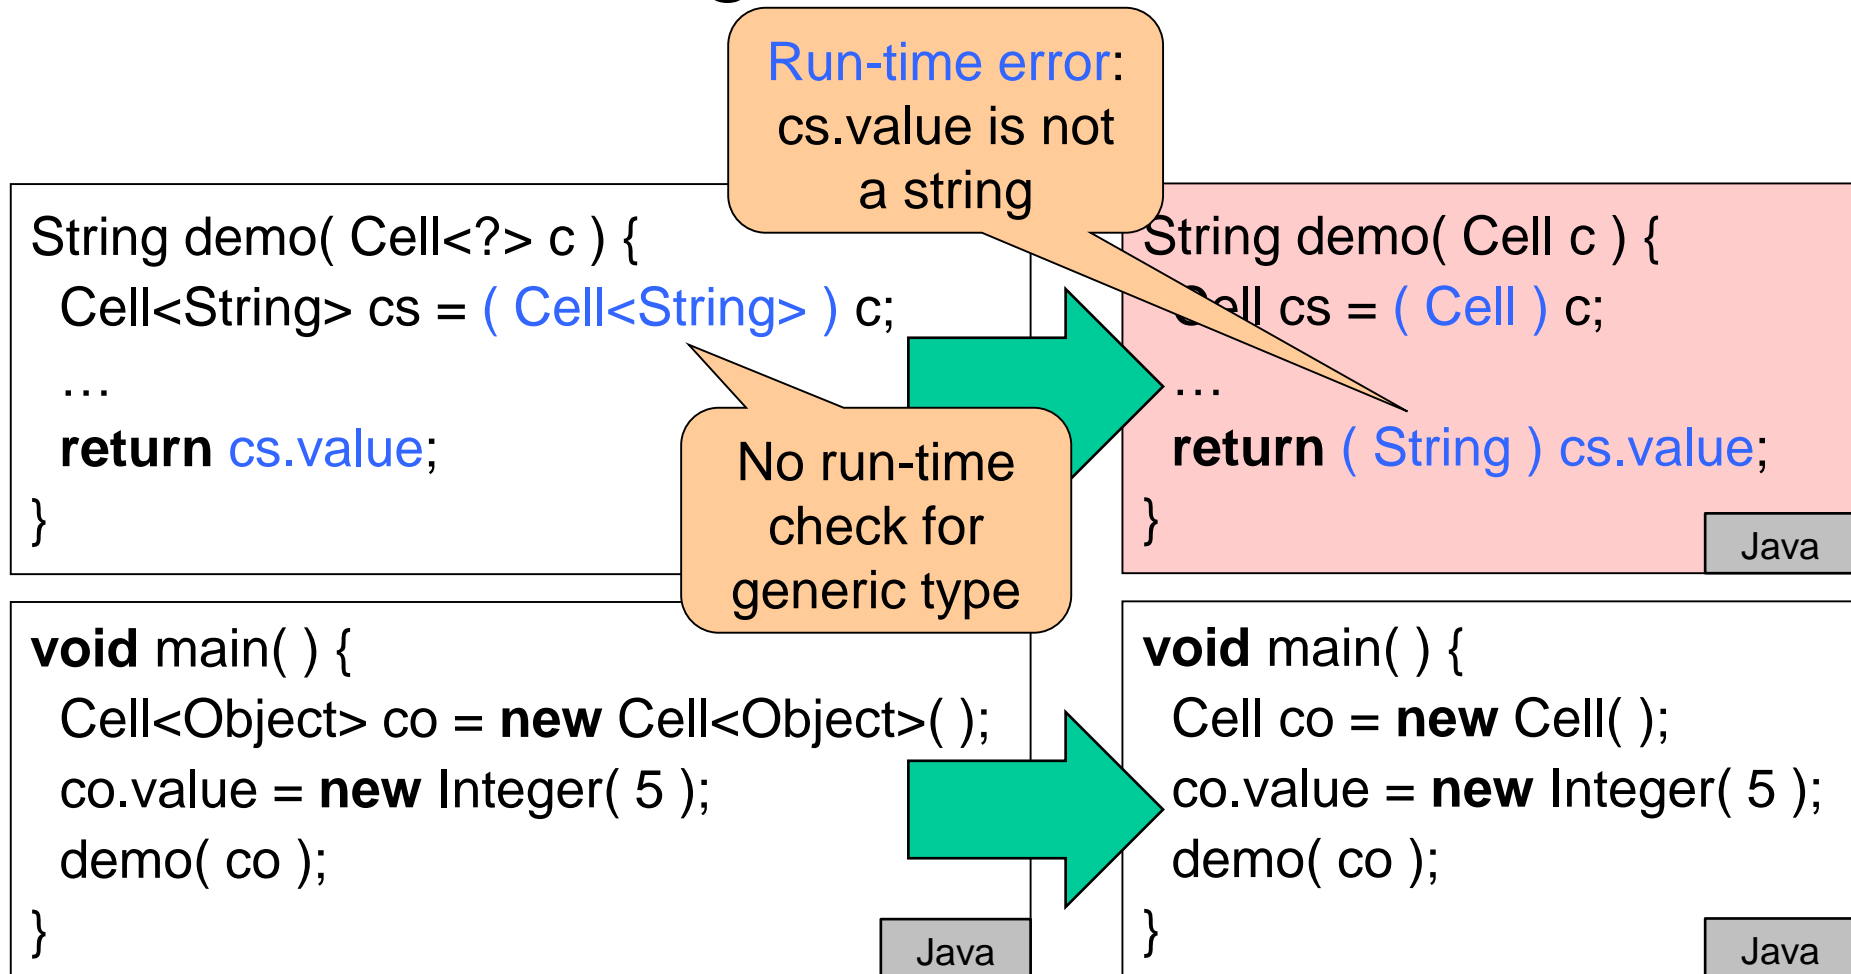 Run-time error:
cs.value is not
a string
String demo( Cell<?> c ) {
Cell<String> cs = ( Cell<String> ) c;
…
return cs.value;
}
No run-time
check for
generic type
String demo( Cell c ) {
Cell cs = ( Cell ) c;
…
return ( String ) cs.value;
}
Java
void main( ) {
Cell<Object> co = new Cell<Object>( );
co.value = new Integer( 5 );
demo( co );
}
Java
void main( ) {
Cell co = new Cell( );
co.value = new Integer( 5 );
demo( co );
}
Java